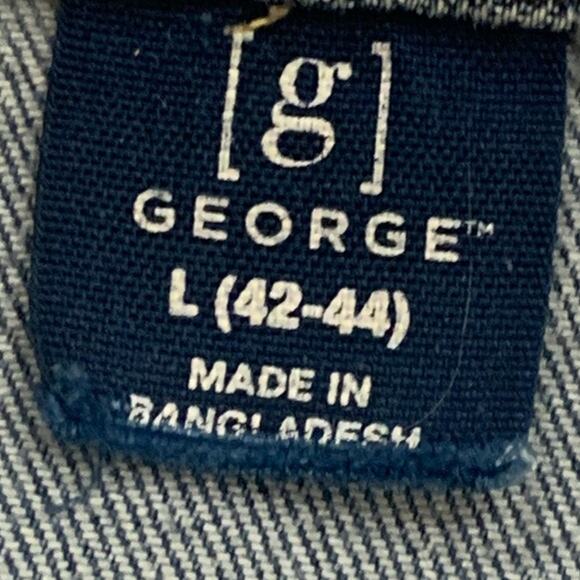 [g]
GEORGE™
L (42-44)
MADE IN
BANGLADESH